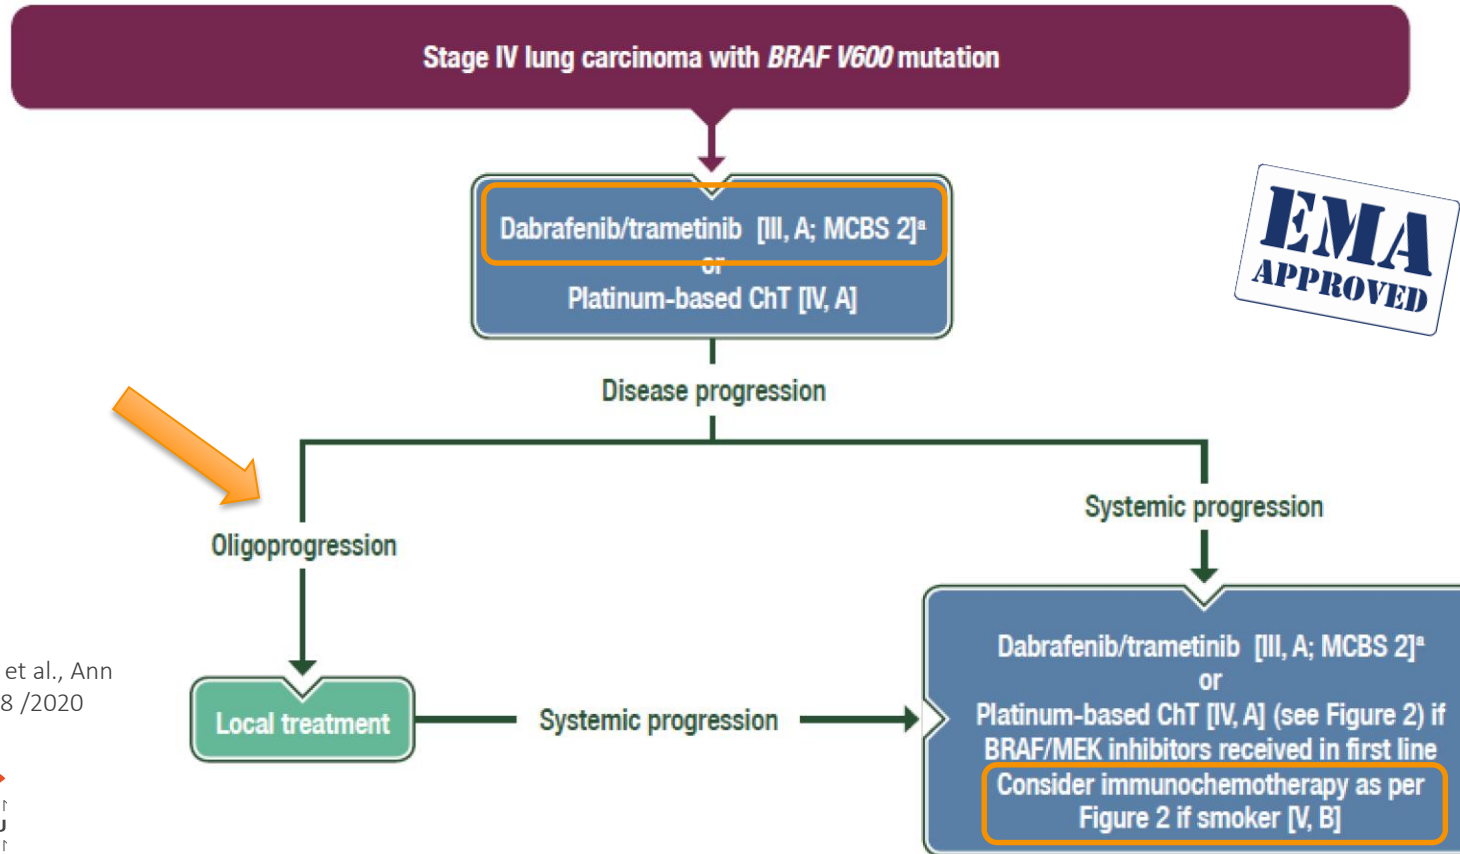 Stage IV lung carcinoma with BRAF V600 mutation
Dabrafenib/trametinib [III, A; MCBS 2]ª
or
Platinum-based ChT [IV, A]
EMA
APPROVED
Disease progression
Oligoprogression
Systemic progression
Local treatment
Systemic progression
Dabrafenib/trametinib [III, A; MCBS 2]ª
or
Platinum-based ChT [IV, A] (see Figure 2) if
BRAF/MEK inhibitors received in first line
Consider immunochemotherapy as per
Figure 2 if smoker [V, B]
et al., Ann
8 /2020